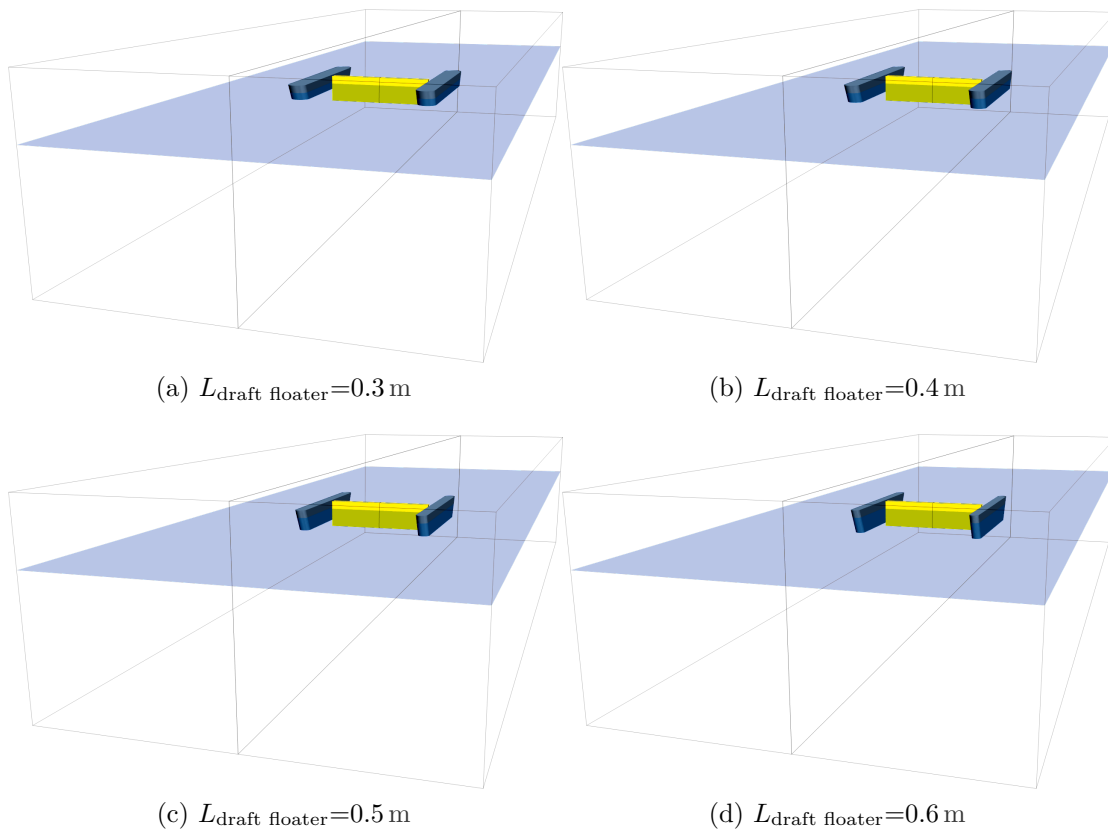 (a) L_draft floater=0.3 m
(b) L_draft floater=0.4 m
(c) L_draft floater=0.5 m
(d) L_draft floater=0.6 m